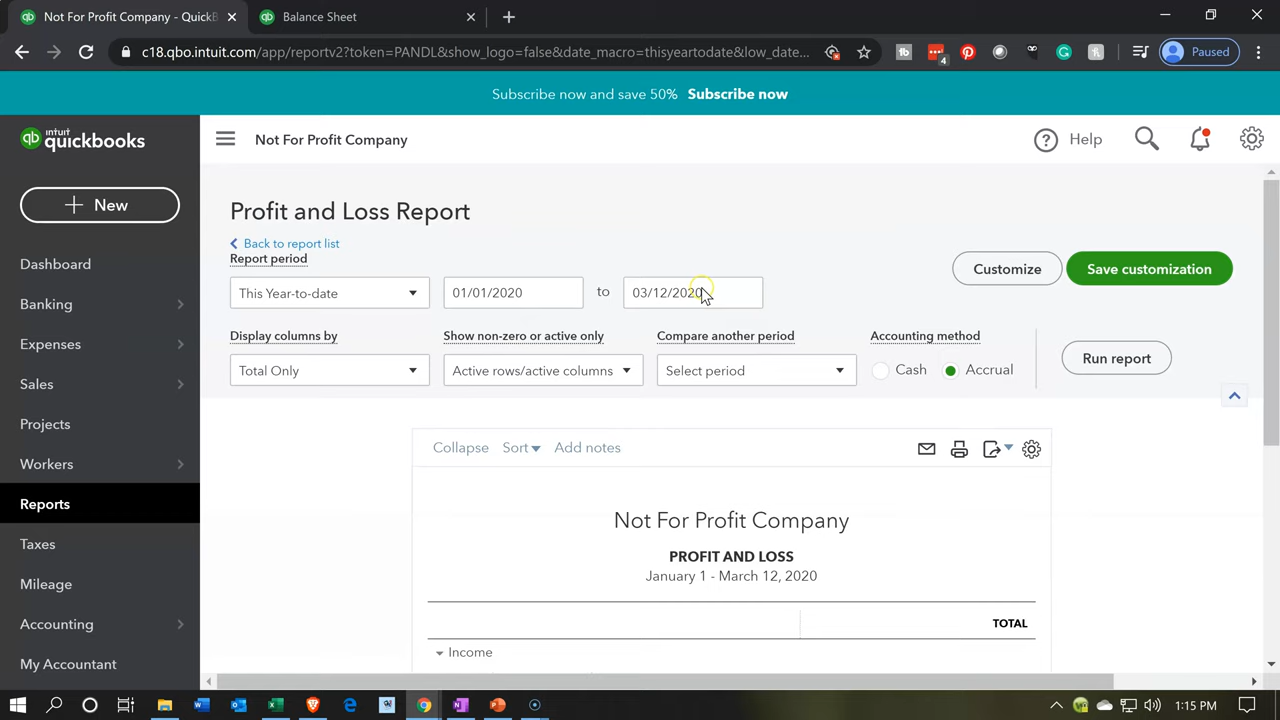 Not For Profit Company - QuickB
Balance Sheet
c18.qbo.intuit.com/app/reportv2?token=PANDL&show_logo=false&date_macro=thisyeartodate&low_date...
4
Paused
Subscribe now and save 50% Subscribe now
intuit
quickbooks
Not For Profit Company
Help
New
Profit and Loss Report
Back to report list
Report period
Customize
Save customization
This Year-to-date
01/01/2020
to
03/12/2020
Display columns by
Show non-zero or active only
Compare another period
Accounting method
Total Only
Active rows/active columns
Select period
Cash
Accrual
Run report
Dashboard
Banking
Expenses
Sales
Projects
Workers
Reports
Taxes
Mileage
Accounting
My Accountant
Collapse
Sort
Add notes
Not For Profit Company
PROFIT AND LOSS
January 1 - March 12, 2020
TOTAL
Income
1:15 PM